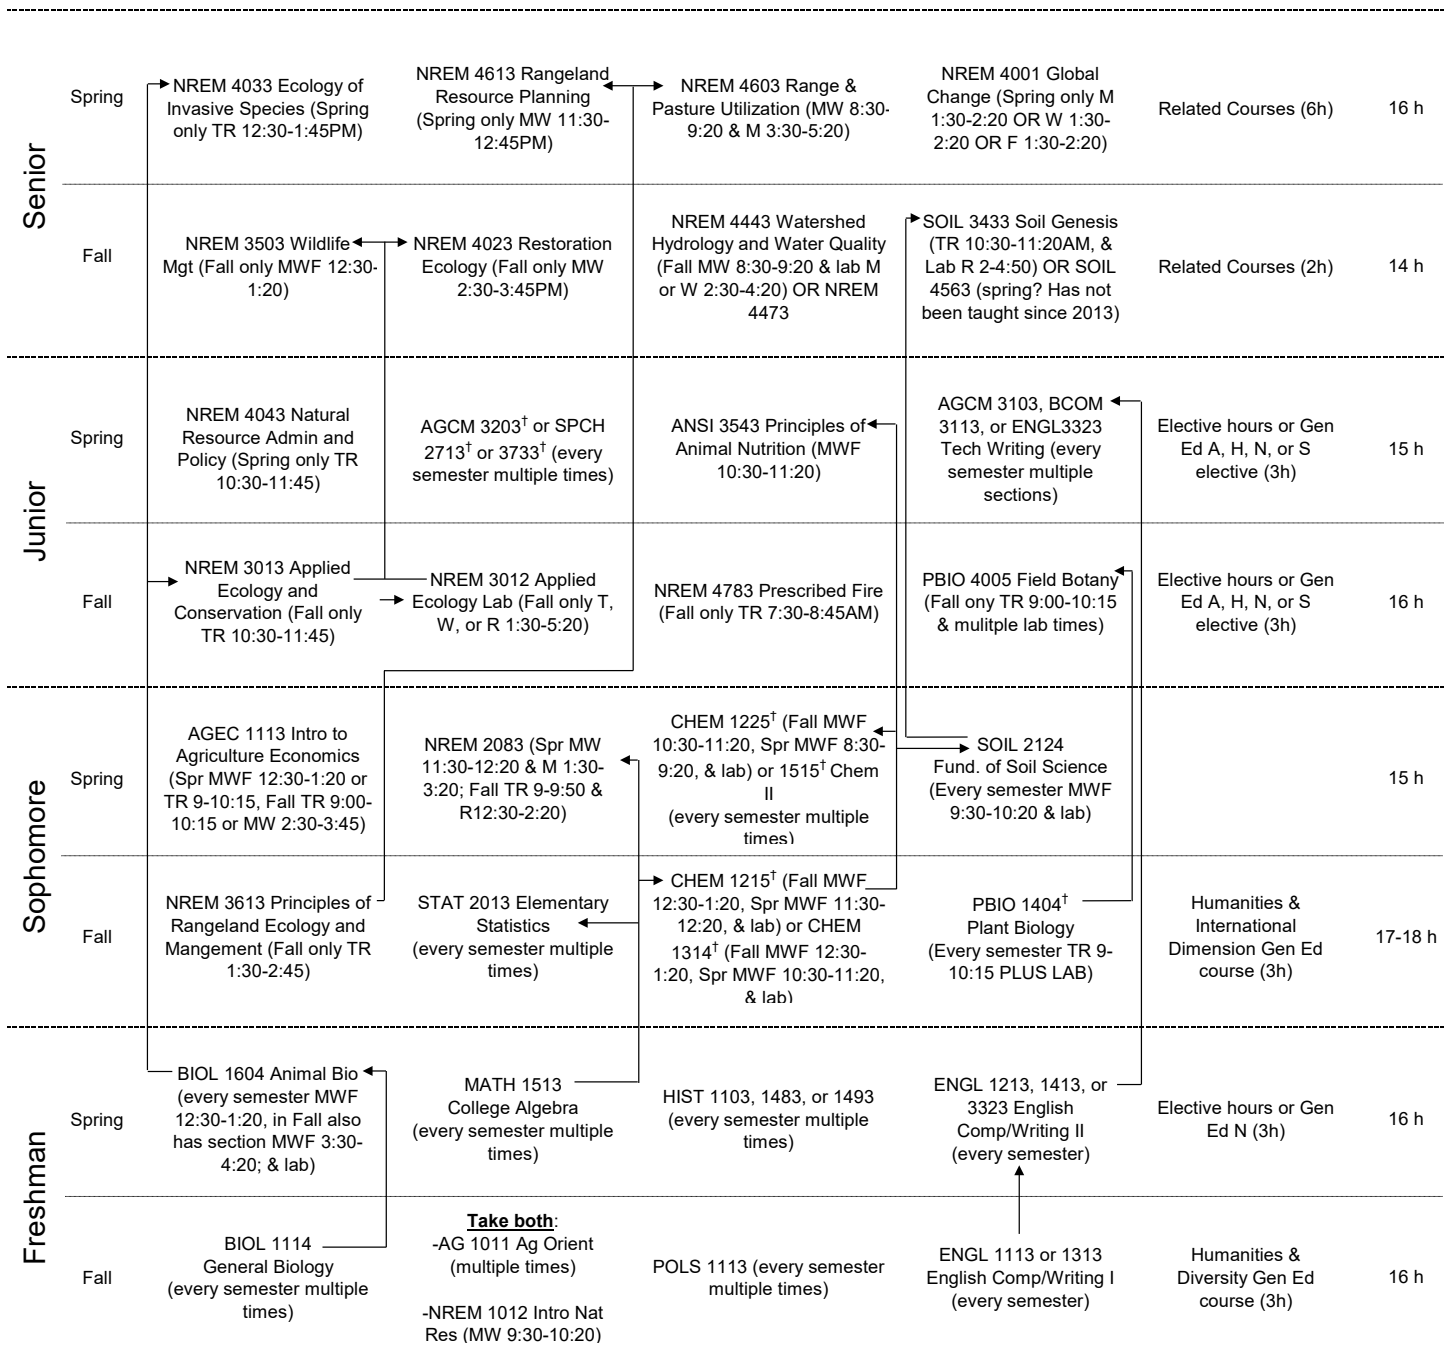 Senior
Spring
NREM 4033 Ecology of
Invasive Species (Spring
only TR 12:30-1:45PM)
NREM 4613 Rangeland
Resource Planning
(Spring only MW 11:30-
12:45PM)
NREM 4603 Range &
Pasture Utilization (MW 8:30-
9:20 & M 3:30-5:20)
NREM 4001 Global
Change (Spring only M
1:30-2:20 OR W 1:30-
2:20 OR F 1:30-2:20)
Related Courses (6h)
16 h
Fall
NREM 3503 Wildlife
Mgt (Fall only MWF 12:30-
1:20)
NREM 4023 Restoration
Ecology (Fall only MW
2:30-3:45PM)
NREM 4443 Watershed
Hydrology and Water Quality
(Fall MW 8:30-9:20 & lab M
or W 2:30-4:20) OR NREM
4473
SOIL 3433 Soil Genesis
(TR 10:30-11:20AM, &
Lab R 2-4:50) OR SOIL
4563 (spring? Has not
been taught since 2013)
Related Courses (2h)
14 h
Junior
Spring
NREM 4043 Natural
Resource Admin and
Policy (Spring only TR
10:30-11:45)
AGCM 3203† or SPCH
2713† or 3733† (every
semester multiple times)
ANSI 3543 Principles of
Animal Nutrition (MWF
10:30-11:20)
AGCM 3103, BCOM
3113, or ENGL3323
Tech Writing (every
semester multiple
sections)
Elective hours or Gen
Ed A, H, N, or S
elective (3h)
15 h
Fall
NREM 3013 Applied
Ecology and
Conservation (Fall only
TR 10:30-11:45)
NREM 3012 Applied
Ecology Lab (Fall only T,
W, or R 1:30-5:20)
NREM 4783 Prescribed Fire
(Fall only TR 7:30-8:45AM)
PBIO 4005 Field Botany
(Fall ony TR 9:00-10:15
& mulitple lab times)
Elective hours or Gen
Ed A, H, N, or S
elective (3h)
16 h
Sophomore
Spring
AGEC 1113 Intro to
Agriculture Economics
(Spr MWF 12:30-1:20 or
TR 9-10:15, Fall TR 9:00-
10:15 or MW 2:30-3:45)
NREM 2083 (Spr MW
11:30-12:20 & M 1:30-
3:20; Fall TR 9-9:50 &
R12:30-2:20)
CHEM 1225† (Fall MWF
10:30-11:20, Spr MWF 8:30-
9:20, & lab) or 1515† Chem
II
(every semester multiple
times)
SOIL 2124
Fund. of Soil Science
(Every semester MWF
9:30-10:20 & lab)
15 h
Fall
NREM 3613 Principles of
Rangeland Ecology and
Mangement (Fall only TR
1:30-2:45)
STAT 2013 Elementary
Statistics
(every semester multiple
times)
CHEM 1215† (Fall MWF
12:30-1:20, Spr MWF 11:30-
12:20, & lab) or CHEM
1314† (Fall MWF 12:30-
1:20, Spr MWF 10:30-11:20,
& lab)
PBIO 1404†
Plant Biology
(Every semester TR 9-
10:15 PLUS LAB)
Humanities &
International
Dimension Gen Ed
course (3h)
17-18 h
Freshman
Spring
BIOL 1604 Animal Bio
(every semester MWF
12:30-1:20, in Fall also
has section MWF 3:30-
4:20; & lab)
MATH 1513
College Algebra
(every semester multiple
times)
HIST 1103, 1483, or 1493
(every semester multiple
times)
ENGL 1213, 1413, or
3323 English
Comp/Writing II
(every semester)
Elective hours or Gen
Ed N (3h)
16 h
Fall
BIOL 1114
General Biology
(every semester multiple
times)
Take both:
-AG 1011 Ag Orient
(multiple times)
-NREM 1012 Intro Nat
Res (MW 9:30-10:20)
POLS 1113 (every semester
multiple times)
ENGL 1113 or 1313
English Comp/Writing I
(every semester)
Humanities &
Diversity Gen Ed
course (3h)
16 h